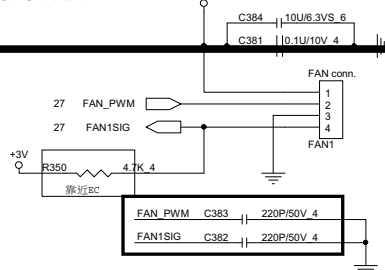 C384 10U/6.3VS_6
C381 0.1U/10V_4
FAN conn.
1
27 FAN_PWM 2
3
27 FAN1SIG 4
FAN1
+3V
R350 4.7K_4
靠近EC
FAN_PWM C383 220P/50V_4
FAN1SIG C382 220P/50V_4